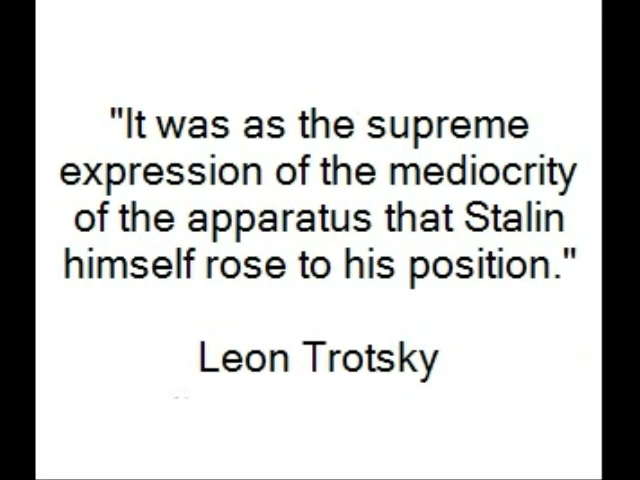 "It was as the supreme
expression of the mediocrity
of the apparatus that Stalin
himself rose to his position."
Leon Trotsky